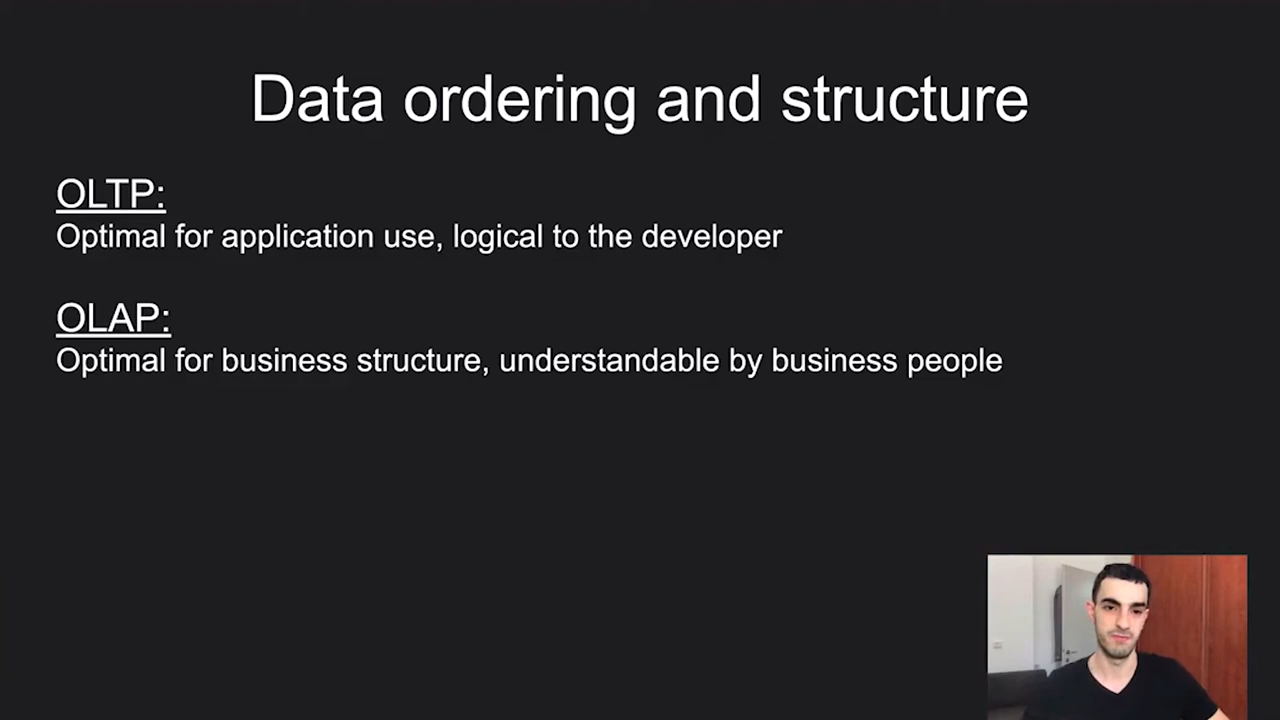 Data ordering and structure
OLTP:
Optimal for application use, logical to the developer
OLAP:
Optimal for business structure, understandable by business people